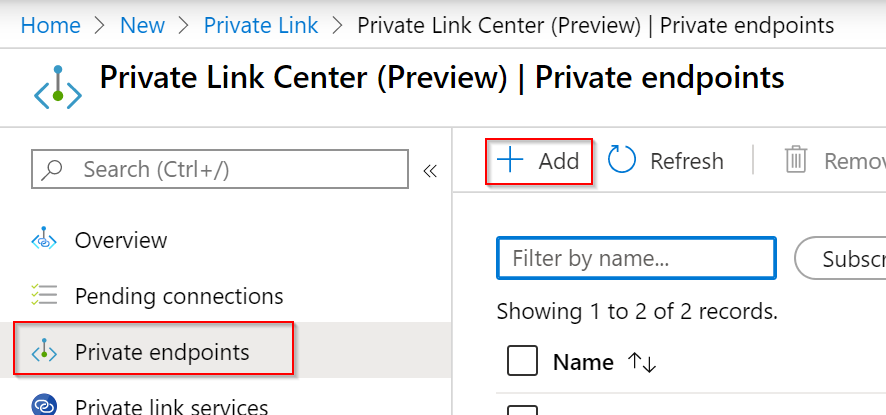 Home > New > Private Link > Private Link Center (Preview) | Private endpoints
Private Link Center (Preview) | Private endpoints
Search (Ctrl+/)
«
Overview
Pending connections
Private endpoints
Private link services
+ Add
Refresh
Remov
Filter by name...
Subscr
Showing 1 to 2 of 2 records.
Name ↑↓